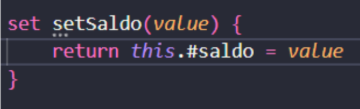 set setSaldo(value) {
return this.#saldo = value
}